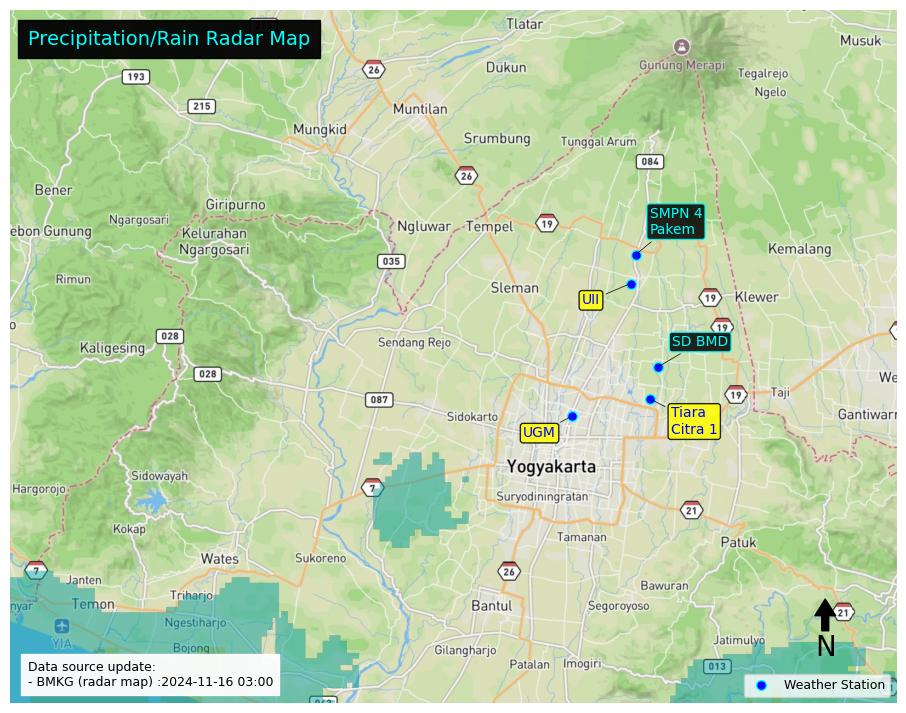 Precipitation/Rain Radar Map
Tlatar
Musuk
26
Dukun
Gunung Merapi
Tegalrejo
193
Ngelo
215
Muntilan
Mungkid
Srumbung
Tunggal Arum
084
26
Bener
Giripurno
Ngargosari
SMPN 4
Pakem
ebon Gunung
Kelurahan
Ngargosari
Ngluwar
Tempel
19
Kemalang
035
Rimun
Sleman
UII
19
Klewer
19
028
Sendang Rejo
SD BMD
Kaligesing
028
We
087
19
Taji
Sidokarto
Tiara
Citra 1
Gantiwarn
UGM
Yogyakarta
Sidowayah
Hargorojo
7
Suryodiningratan
21
Kokap
Tamanan
Patuk
Wates
Sukoreno
7
Janten
26
Bawuran
nyar
Temon
Triharjo
Bantul
Segoroyoso
21
Ngestiharjo
YIA
Bojong
Jatimulyo
N
Gilangharjo
Patalan
Imogiri
013
Data source update:
- BMKG (radar map) :2024-11-16 03:00
Weather Station